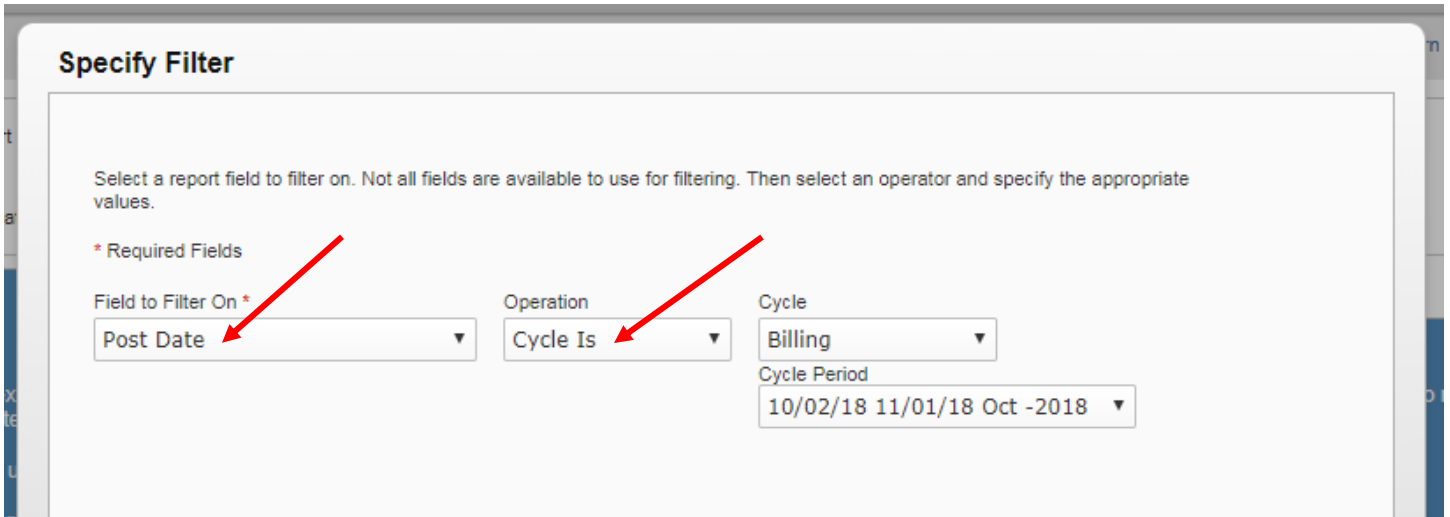 Specify Filter
Select a report field to filter on. Not all fields are available to use for filtering. Then select an operator and specify the appropriate
values.
* Required Fields
Field to Filter On * Operation Cycle
Post Date Cycle Is Billing
Cycle Period
10/02/18 11/01/18 Oct -2018